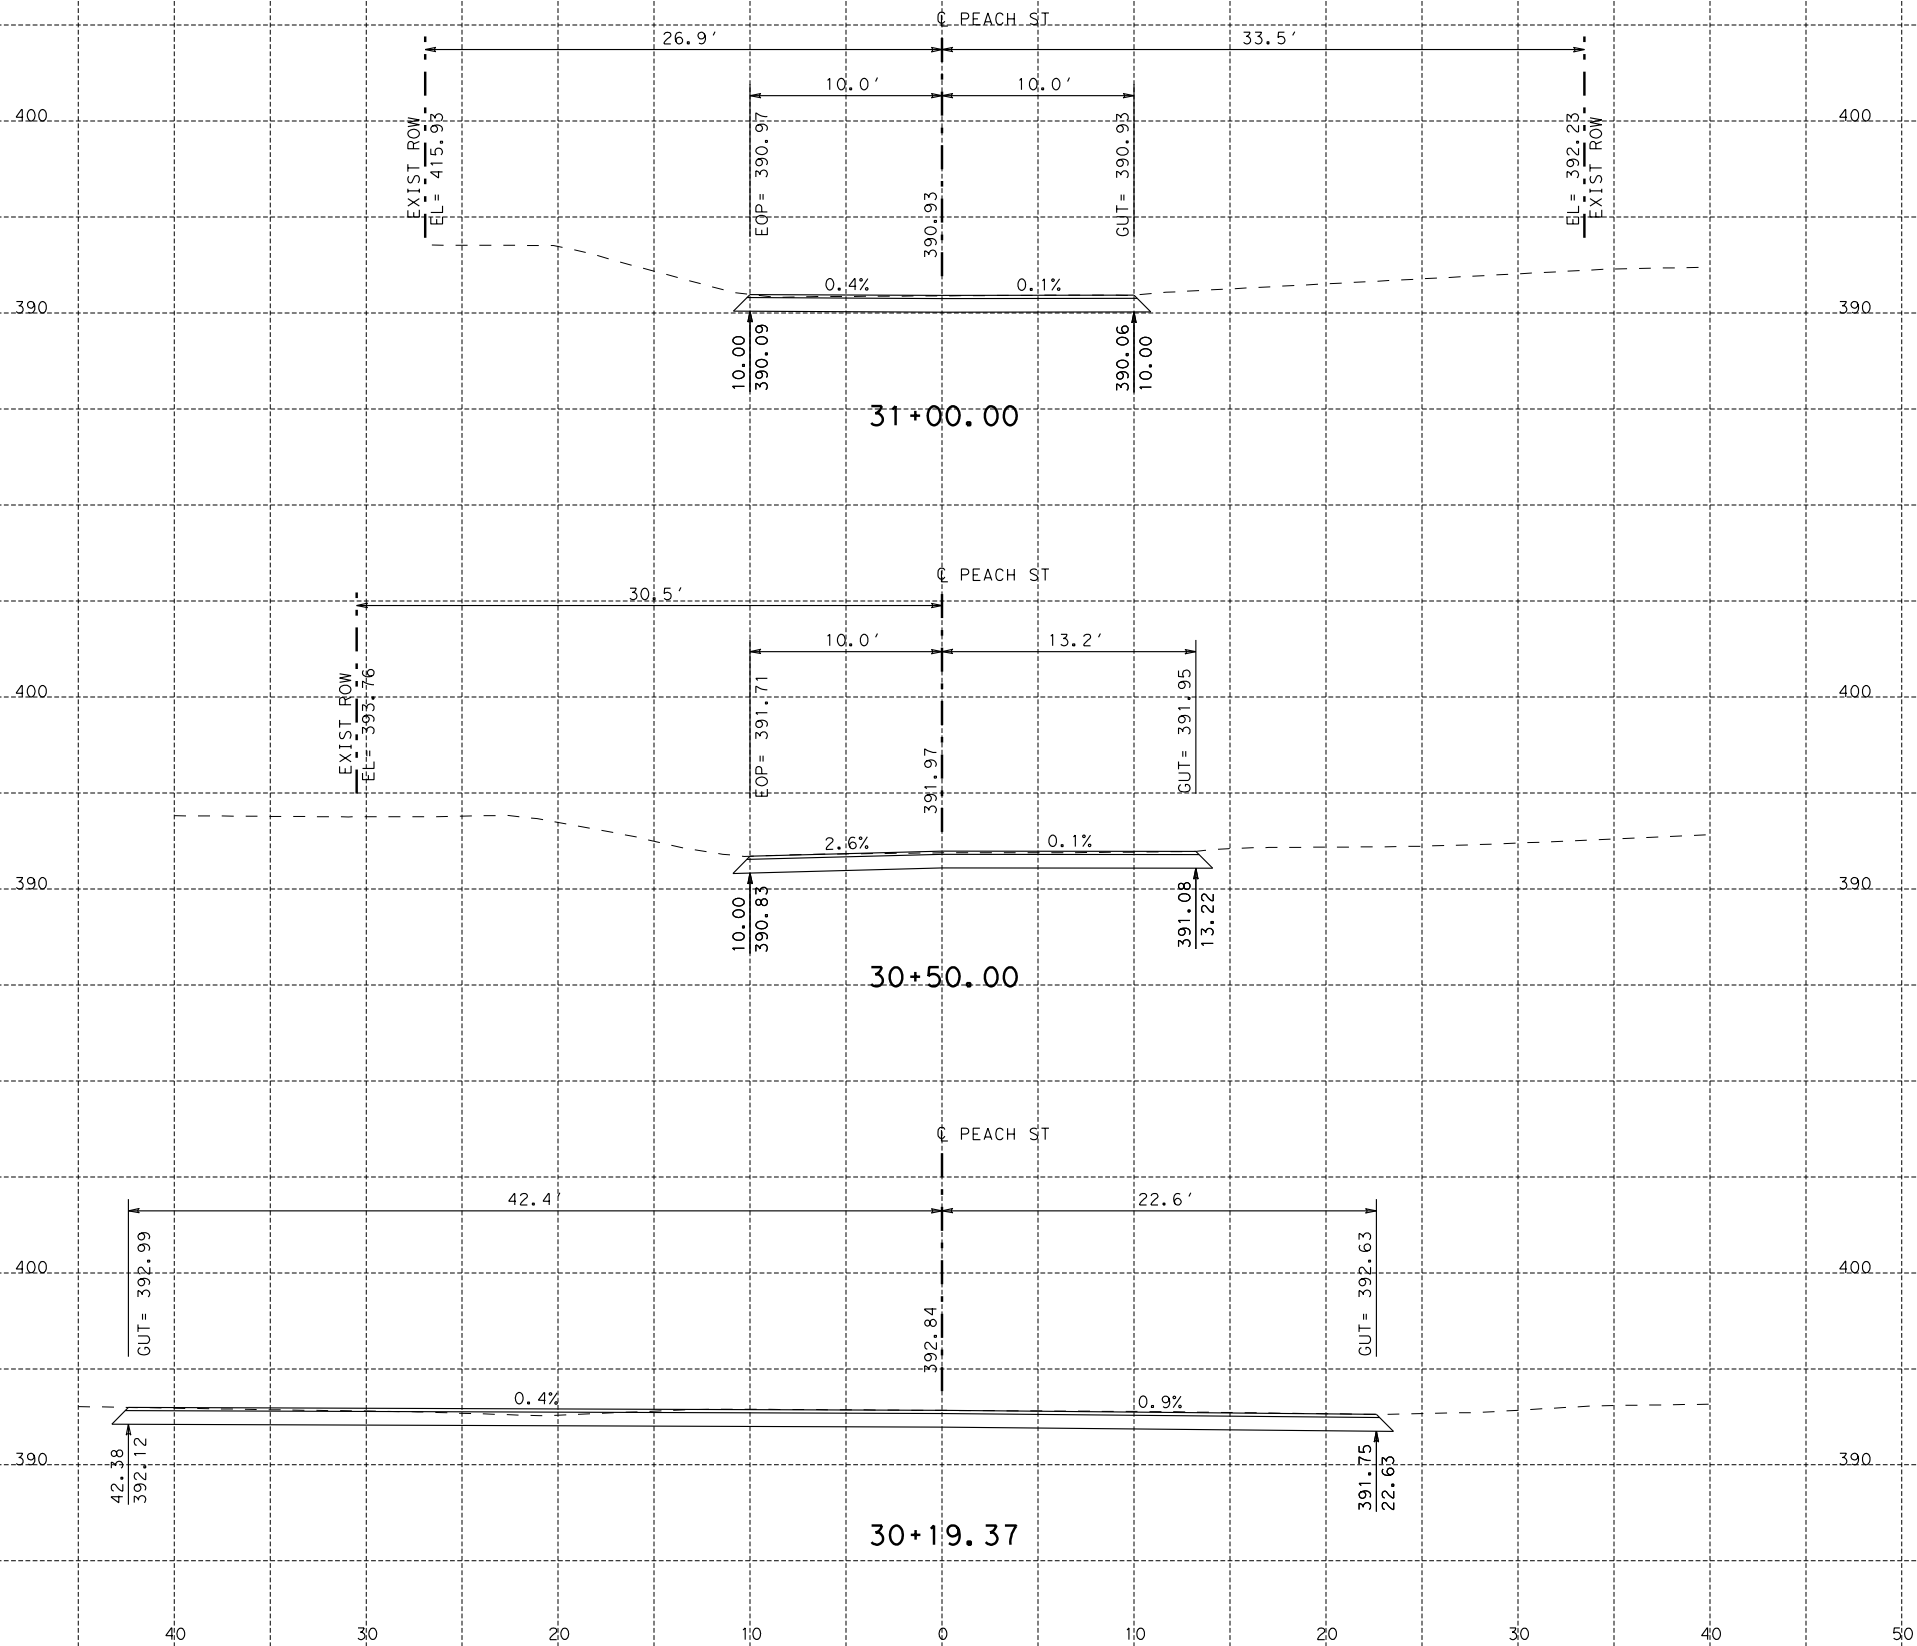 ℄ PEACH ST
26.9′ 33.5′
10.0′ 10.0′
EXIST ROW
EL= 415.93
EOP= 390.97
390.93
GUT= 390.93
EL= 392.23
EXIST ROW
400 400
0.4% 0.1%
390 390
10.00
390.09
390.06
10.00
31+00.00
℄ PEACH ST
30.5′
10.0′ 13.2′
EXIST ROW
EL= 393.76
EOP= 391.71
391.97
GUT= 391.95
400 400
2.6% 0.1%
390 390
10.00
390.83
391.08
13.22
30+50.00
℄ PEACH ST
42.4′ 22.6′
GUT= 392.99
392.84
GUT= 392.63
400 400
0.4% 0.9%
390 390
42.38
392.12
391.75
22.63
30+19.37
40 30 20 10 0 10 20 30 40 50